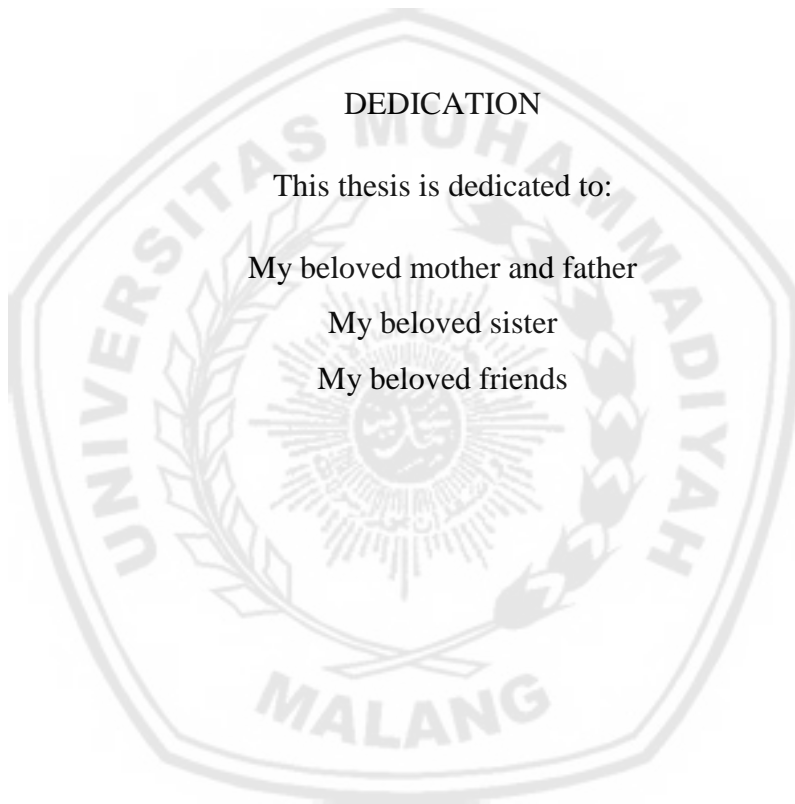 DEDICATION
This thesis is dedicated to:
My beloved mother and father
My beloved sister
My beloved friends
UNIVERSITAS MUHAMMADIYAH
MALANG